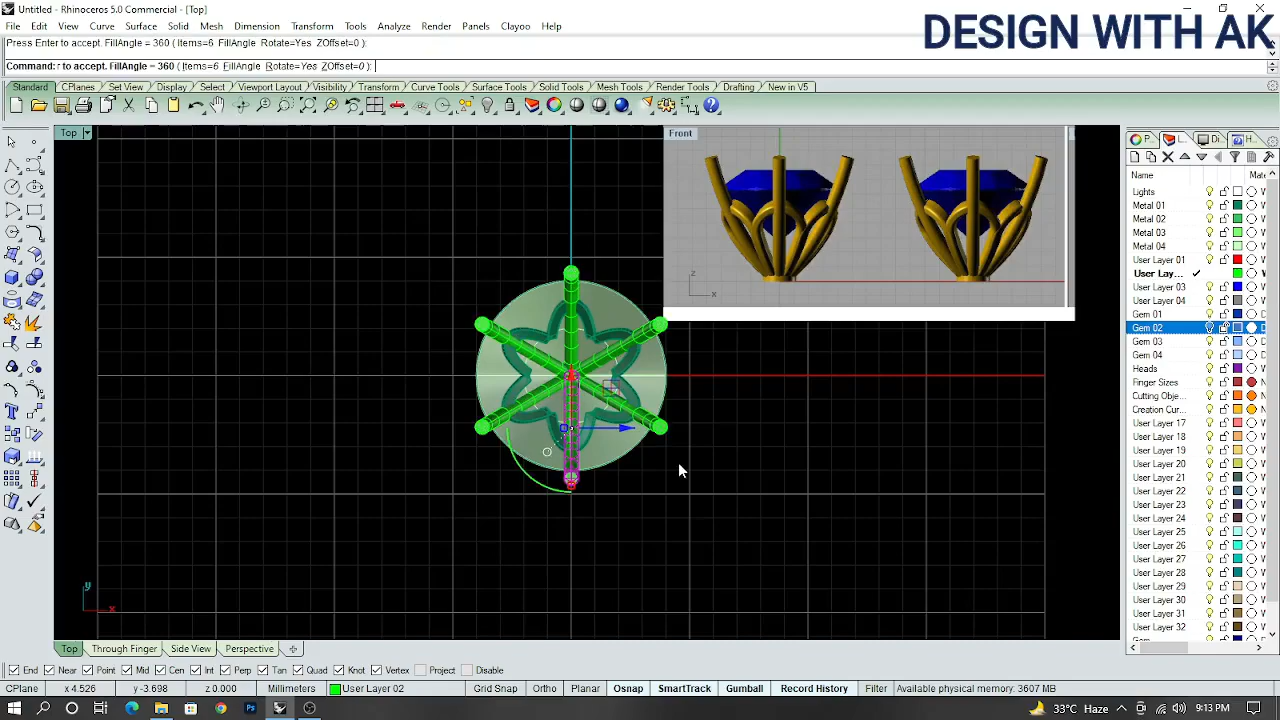 Untitled - Rhinoceros 5.0 Commercial - [Top]
DESIGN WITH AK
File Edit View Curve Surface Solid Mesh Dimension Transform Tools Analyze Render Panels Clayoo Help
Press Enter to accept. FillAngle = 360 ( Items=6 FillAngle Rotate=Yes ZOffset=0 ):
Command: r to accept. FillAngle = 360 ( Items=6 FillAngle Rotate=Yes ZOffset=0 ):
Standard CPlanes Set View Display Select Viewport Layout Visibility Transform Curve Tools Surface Tools Solid Tools Mesh Tools Render Tools Drafting New in V5
Top
Front
z
x
y
x
P... L... Di... H...
Name Mate
Lights
Metal 01
Metal 02
Metal 03
Metal 04
User Layer 01
User Lay...
User Layer 03
User Layer 04
Gem 01
Gem 02
Gem 03
Gem 04
Heads
Finger Sizes
Cutting Obje...
Creation Cur...
User Layer 17
User Layer 18
User Layer 19
User Layer 20
User Layer 21
User Layer 22
User Layer 23
User Layer 24
User Layer 25
User Layer 26
User Layer 27
User Layer 28
User Layer 29
User Layer 30
User Layer 31
User Layer 32
Gem
Top Through Finger Side View Perspective
End Near Point Mid Cen Int Perp Tan Quad Knot Vertex Project Disable
CPlane x 4.526 y -3.698 z 0.000 Millimeters User Layer 02 Grid Snap Ortho Planar Osnap SmartTrack Gumball Record History Filter Available physical memory: 3607 MB
Ps 33°C Haze 9:13 PM